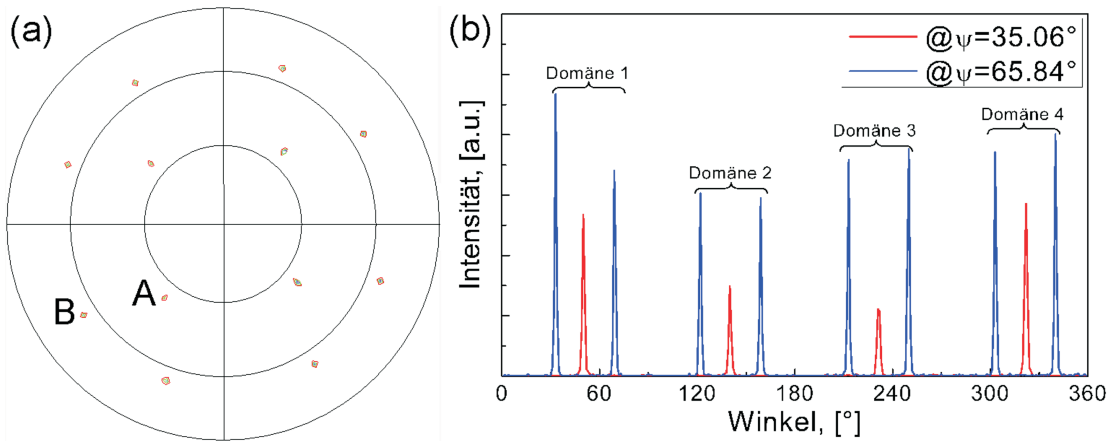 (a)
A
B
(b)
@ψ=35.06°
@ψ=65.84°
Domäne 1
Domäne 2
Domäne 3
Domäne 4
Intensität, [a.u.]
0 60 120 180 240 300 360
Winkel, [°]